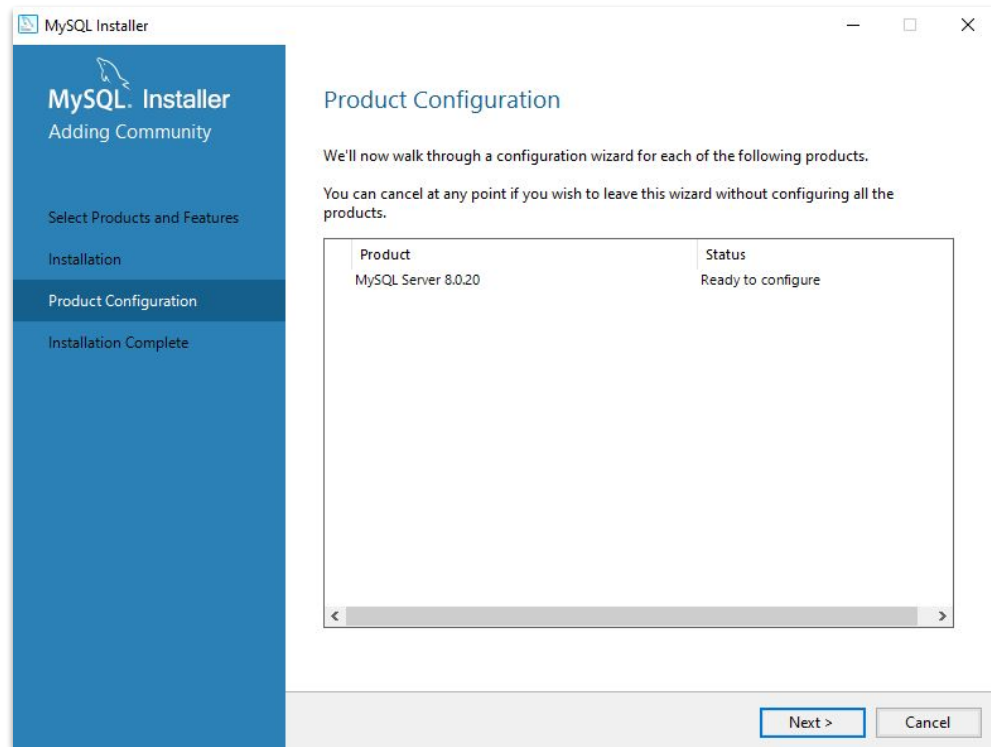 MySQL Installer
MySQL. Installer
Adding Community
Select Products and Features
Installation
Product Configuration
Installation Complete
Product Configuration
We'll now walk through a configuration wizard for each of the following products.
You can cancel at any point if you wish to leave this wizard without configuring all the
products.
Product Status
MySQL Server 8.0.20 Ready to configure
Next > Cancel